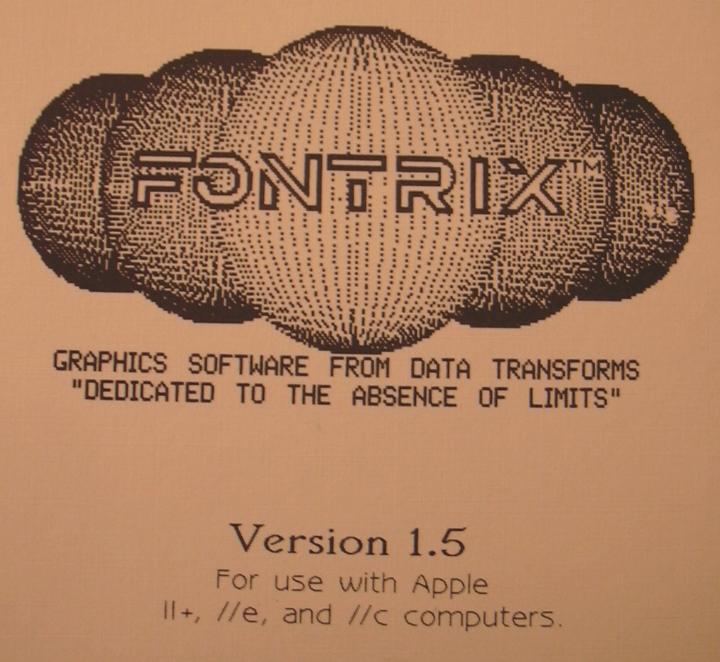 FONTRIX™
GRAPHICS SOFTWARE FROM DATA TRANSFORMS
"DEDICATED TO THE ABSENCE OF LIMITS"
Version 1.5
For use with Apple
II+, //e, and //c computers.